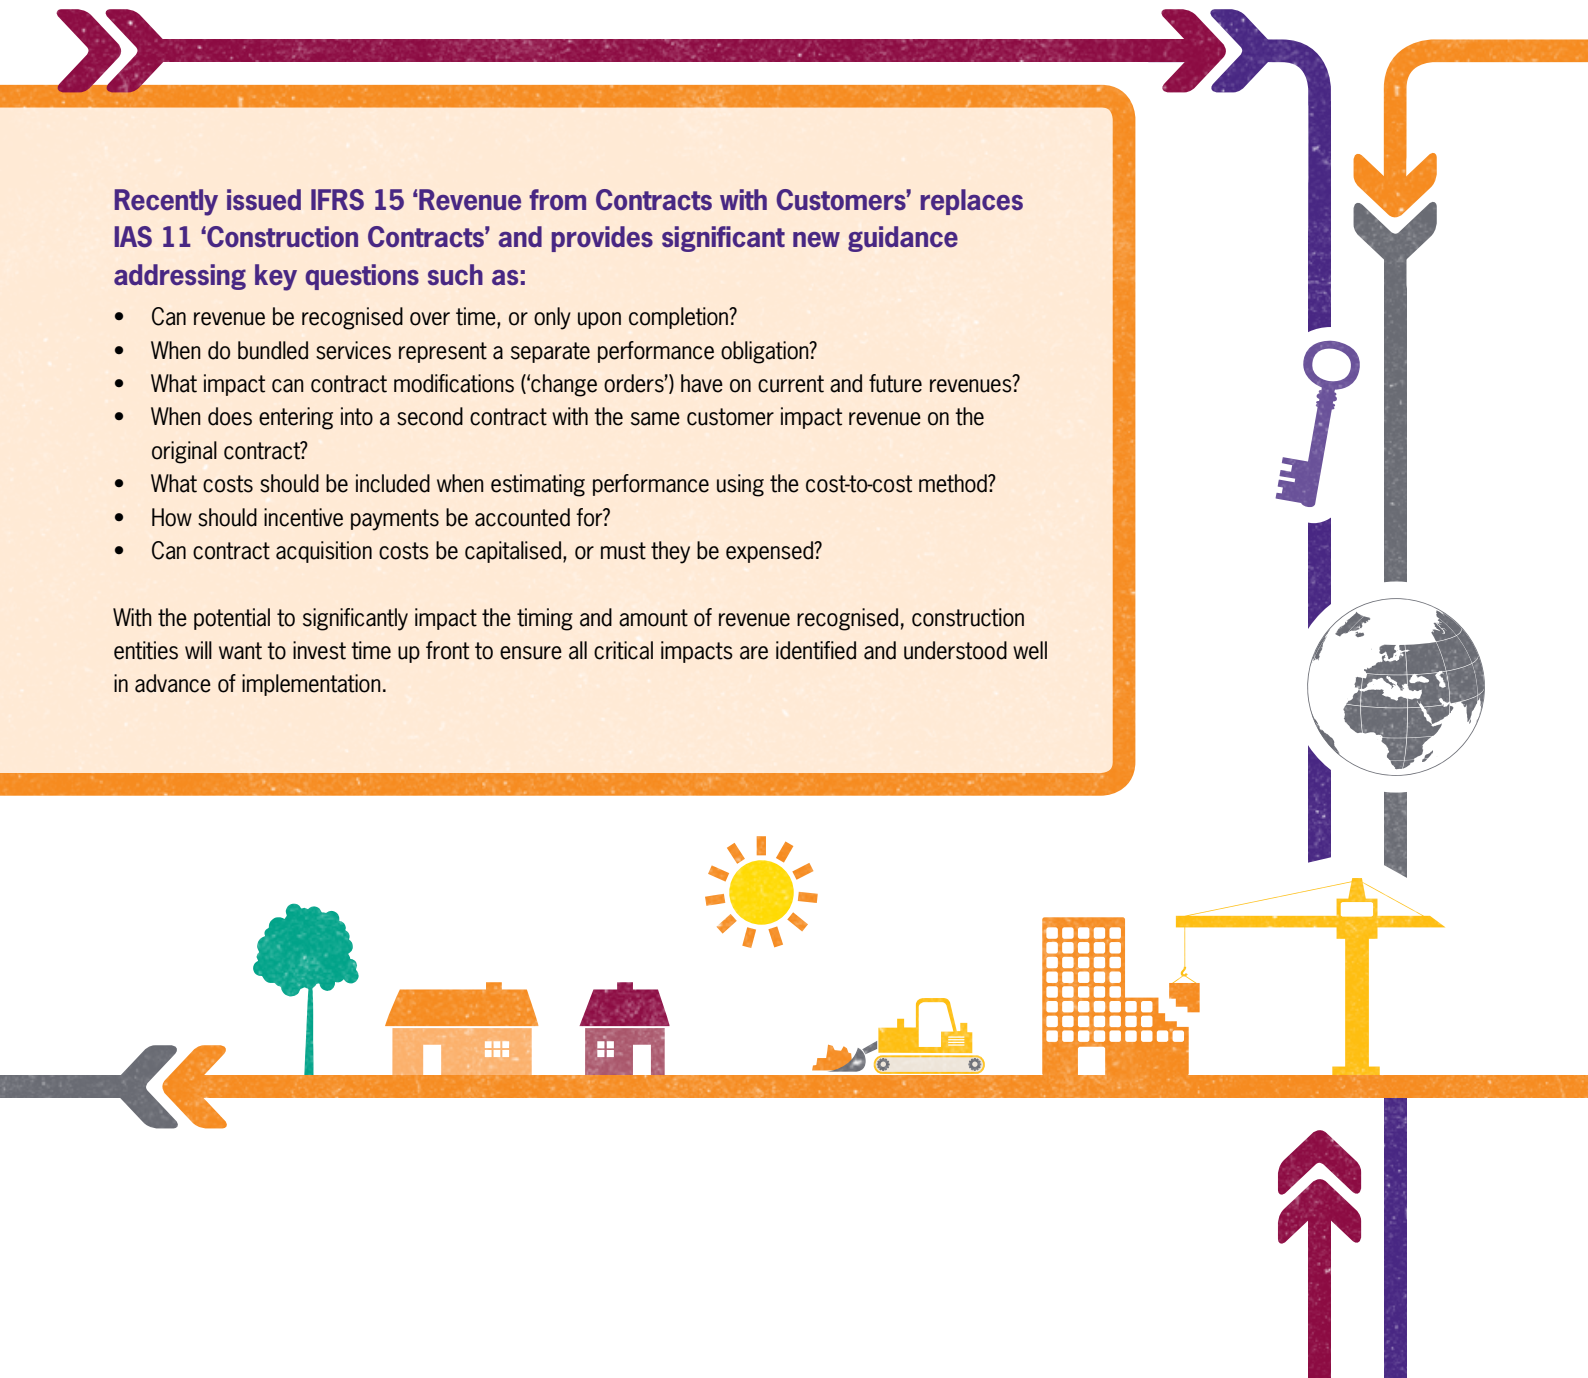 Recently issued IFRS 15 ‘Revenue from Contracts with Customers’ replaces
IAS 11 ‘Construction Contracts’ and provides significant new guidance
addressing key questions such as:
• Can revenue be recognised over time, or only upon completion?
• When do bundled services represent a separate performance obligation?
• What impact can contract modifications (‘change orders’) have on current and future revenues?
• When does entering into a second contract with the same customer impact revenue on the
original contract?
• What costs should be included when estimating performance using the cost-to-cost method?
• How should incentive payments be accounted for?
• Can contract acquisition costs be capitalised, or must they be expensed?
With the potential to significantly impact the timing and amount of revenue recognised, construction
entities will want to invest time up front to ensure all critical impacts are identified and understood well
in advance of implementation.